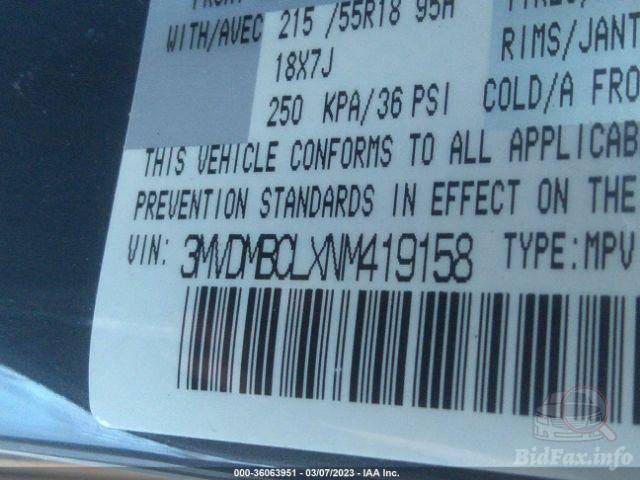 WITH/AVEC 215 /55R18 95H
18X7J RIMS/JANT
250 KPA/36 PSI COLD/A FRO
THIS VEHICLE CONFORMS TO ALL APPLICAB
PREVENTION STANDARDS IN EFFECT ON THE
VIN: 3MVDMBCLXNM419158 TYPE:MPV
BidFax.info
000-36063951 - 03/07/2023 - IAA Inc.